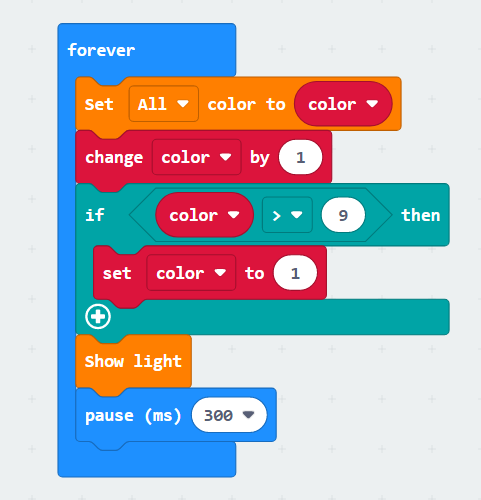 forever
Set All color to color
change color by 1
if color > 9 then
set color to 1
Show light
pause (ms) 300